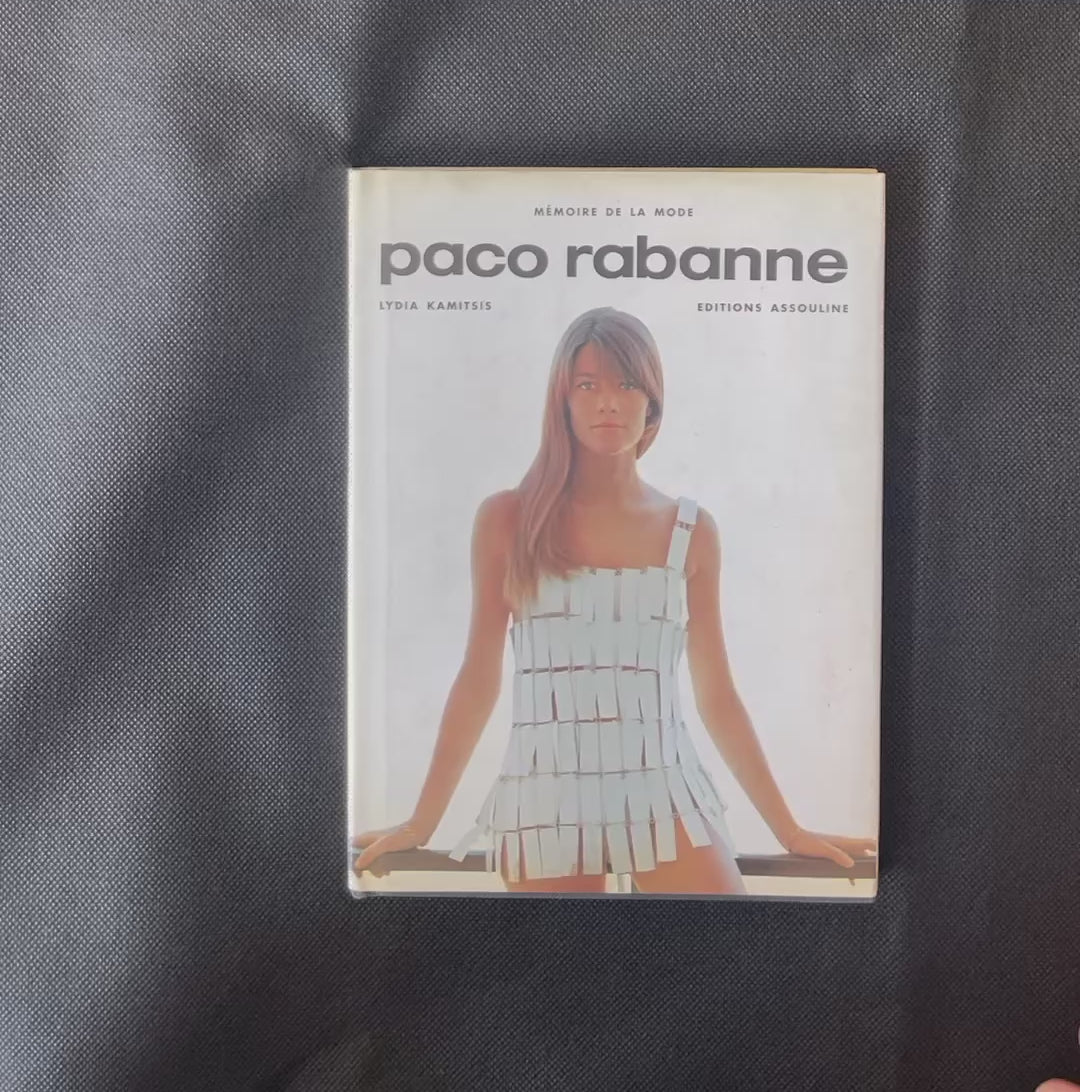 MÉMOIRE DE LA MODE
paco rabanne
LYDIA KAMITSIS EDITIONS ASSOULINE